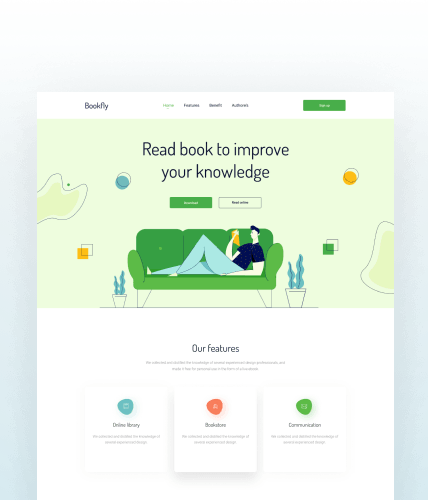 Bookfly
Home Features Benefit Authorers
Sign up
Read book to improve
your knowledge
Download Read online
Our features
We collected and distilled the knowledge of several experienced design professionals, and
made it free for personal use in the form of a handbook.
Online library Bookstore Communication
We collected and distilled the knowledge of We collected and distilled the knowledge of We collected and distilled the knowledge of
several experienced design several experienced design several experienced design